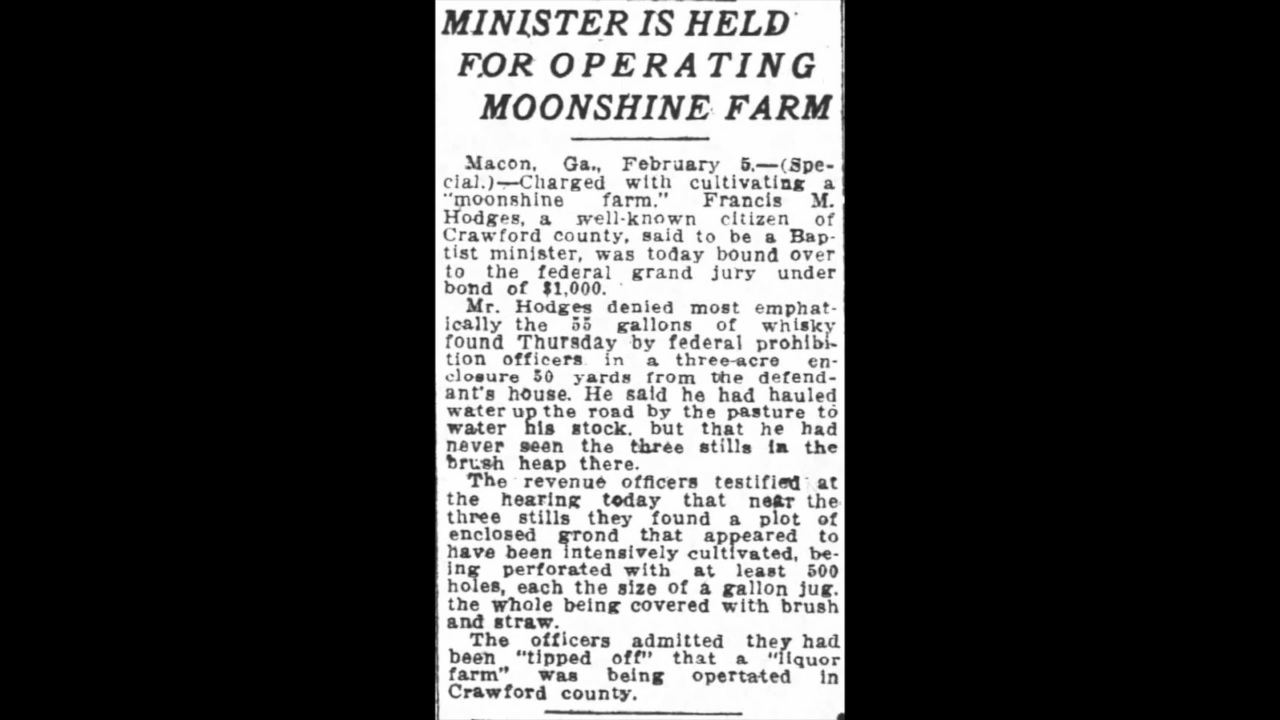 MINISTER IS HELD
FOR OPERATING
MOONSHINE FARM
Macon, Ga., February 5.—(Spe-
cial.)—Charged with cultivating a
"moonshine farm." Francis M.
Hodges, a well-known citizen of
Crawford county, said to be a Bap-
tist minister, was today bound over
to the federal grand jury under
bond of $1,000.
Mr. Hodges denied most emphat-
ically the 55 gallons of whisky
found Thursday by federal prohibi-
tion officers in a three-acre en-
closure 50 yards from the defend-
ant's house. He said he had hauled
water up the road by the pasture to
water his stock, but that he had
never seen the three stills in the
brush heap there.
The revenue officers testified at
the hearing today that near the
three stills they found a plot of
enclosed grond that appeared to
have been intensively cultivated, be-
ing perforated with at least 500
holes, each the size of a gallon jug.
the whole being covered with brush
and straw.
The officers admitted they had
been "tipped off" that a "liquor
farm" was being opertated in
Crawford county.